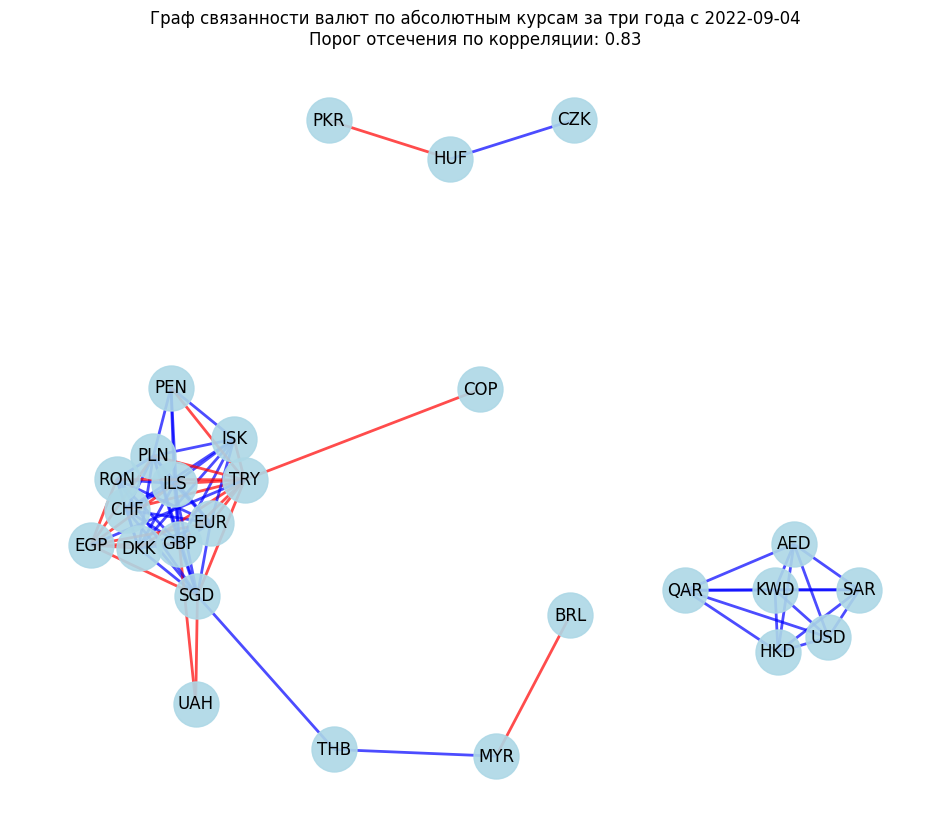 Граф связанности валют по абсолютным курсам за три года с 2022-09-04
Порог отсечения по корреляции: 0.83
PKR
CZK
HUF
PEN
COP
ISK
PLN
RON
ILS
TRY
CHF
EUR
EGP
DKK
GBP
AED
SGD
QAR
KWD
SAR
BRL
USD
HKD
UAH
THB
MYR